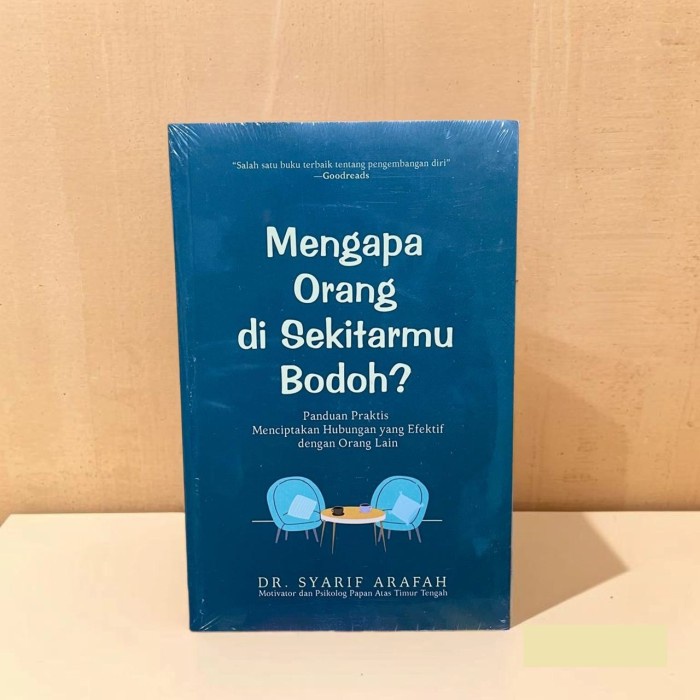 “Salah satu buku terbaik tentang pengembangan diri”
—Goodreads
Mengapa
Orang
di Sekitarmu
Bodoh?
Panduan Praktis
Menciptakan Hubungan yang Efektif
dengan Orang Lain
DR. SYARIF ARAFAH
Motivator dan Psikolog Papan Atas Timur Tengah